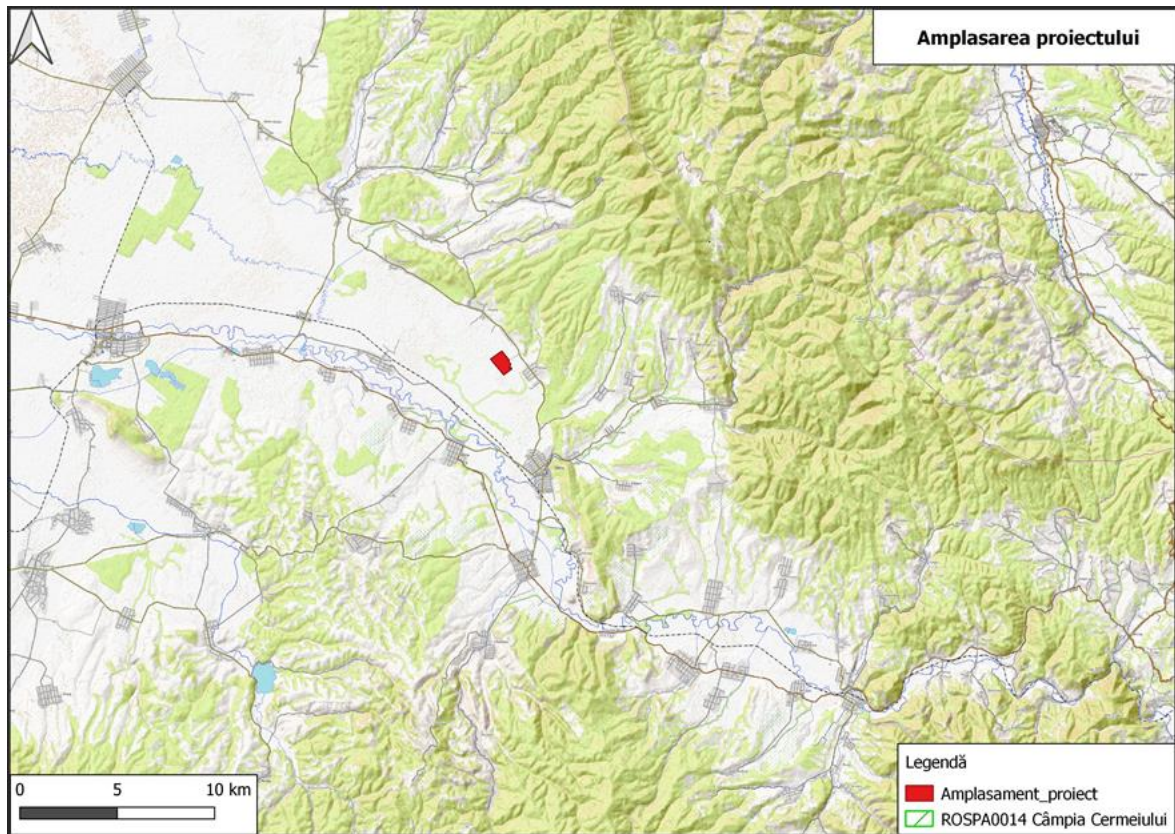 Amplasarea proiectului
0 5 10 km
Legendă
Amplasament_proiect
ROSPA0014 Câmpia Cermeiului